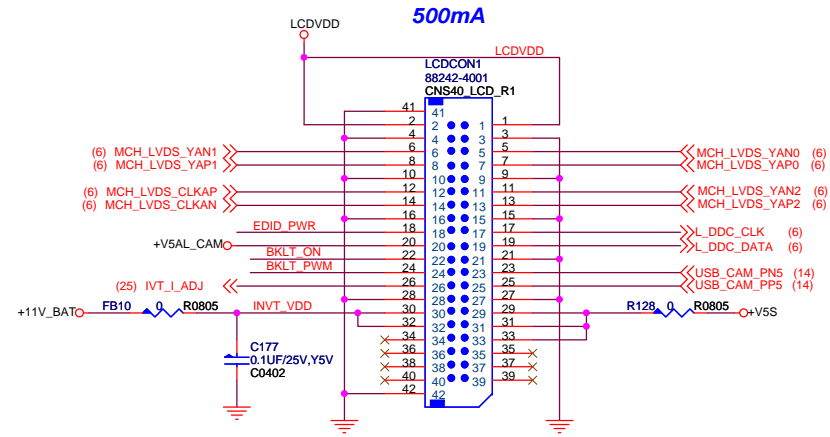 500mA
LCDVDD
LCDVDD
LCDCON1
88242-4001
CNS40_LCD_R1
41 41
2 2 1 1
4 4 3 3
(6) MCH_LVDS_YAN1 6 6 5 5 MCH_LVDS_YAN0 (6)
(6) MCH_LVDS_YAP1 8 8 7 7 MCH_LVDS_YAP0 (6)
10 10 9 9
(6) MCH_LVDS_CLKAP 12 12 11 11 MCH_LVDS_YAN2 (6)
(6) MCH_LVDS_CLKAN 14 14 13 13 MCH_LVDS_YAP2 (6)
16 16 15 15
EDID_PWR 18 18 17 17 L_DDC_CLK (6)
+V5AL_CAM 20 20 19 19 L_DDC_DATA (6)
BKLT_ON 22 22 21 21
BKLT_PWM 24 24 23 23 USB_CAM_PN5 (14)
(25) IVT_I_ADJ 26 26 25 25 USB_CAM_PP5 (14)
28 28 27 27
+11V_BAT FB10 0 R0805 INVT_VDD 30 30 29 29 R128 0 R0805 +V5S
32 32 31 31
34 34 33 33
36 36 35 35
38 38 37 37
40 40 39 39
42 42
C177
0.1UF/25V,Y5V
C0402